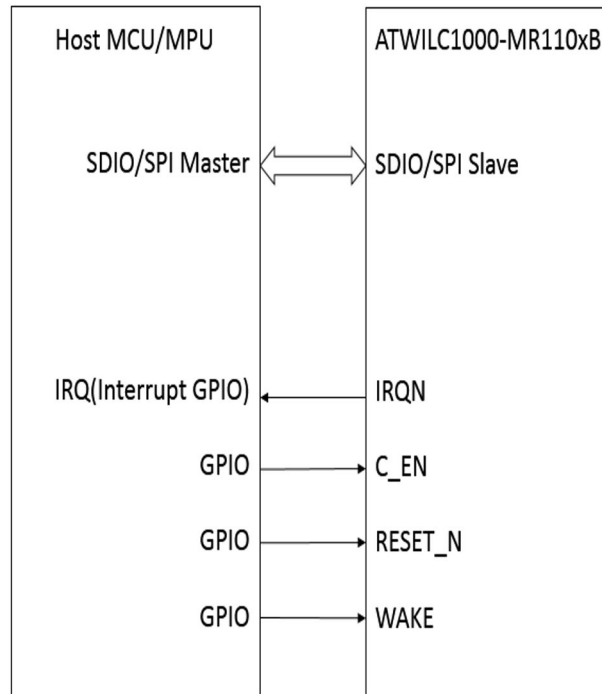 Host MCU/MPU
ATWILC1000-MR110xB
SDIO/SPI Master
SDIO/SPI Slave
IRQ(Interrupt GPIO)
IRQN
GPIO
C_EN
GPIO
RESET_N
GPIO
WAKE